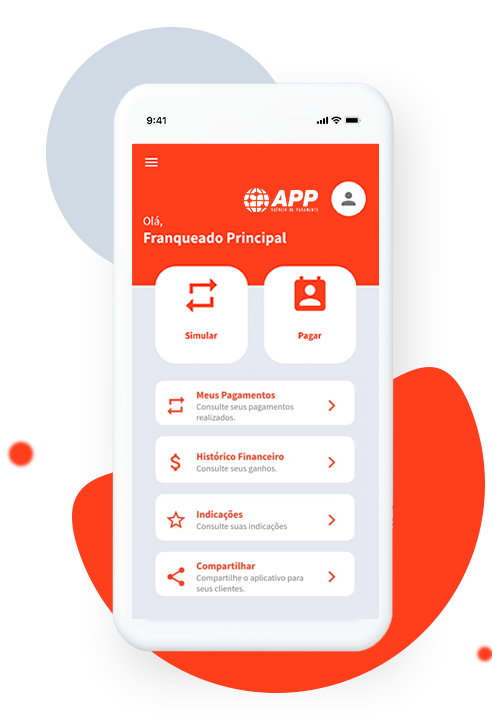 9:41
APP
AGÊNCIA DE PAGAMENTO
Olá,
Franqueado Principal
Simular
Pagar
Meus Pagamentos
Consulte seus pagamentos
realizados.
Histórico Financeiro
Consulte seus ganhos.
Indicações
Consulte suas indicações
Compartilhar
Compartilhe o aplicativo para
seus clientes.